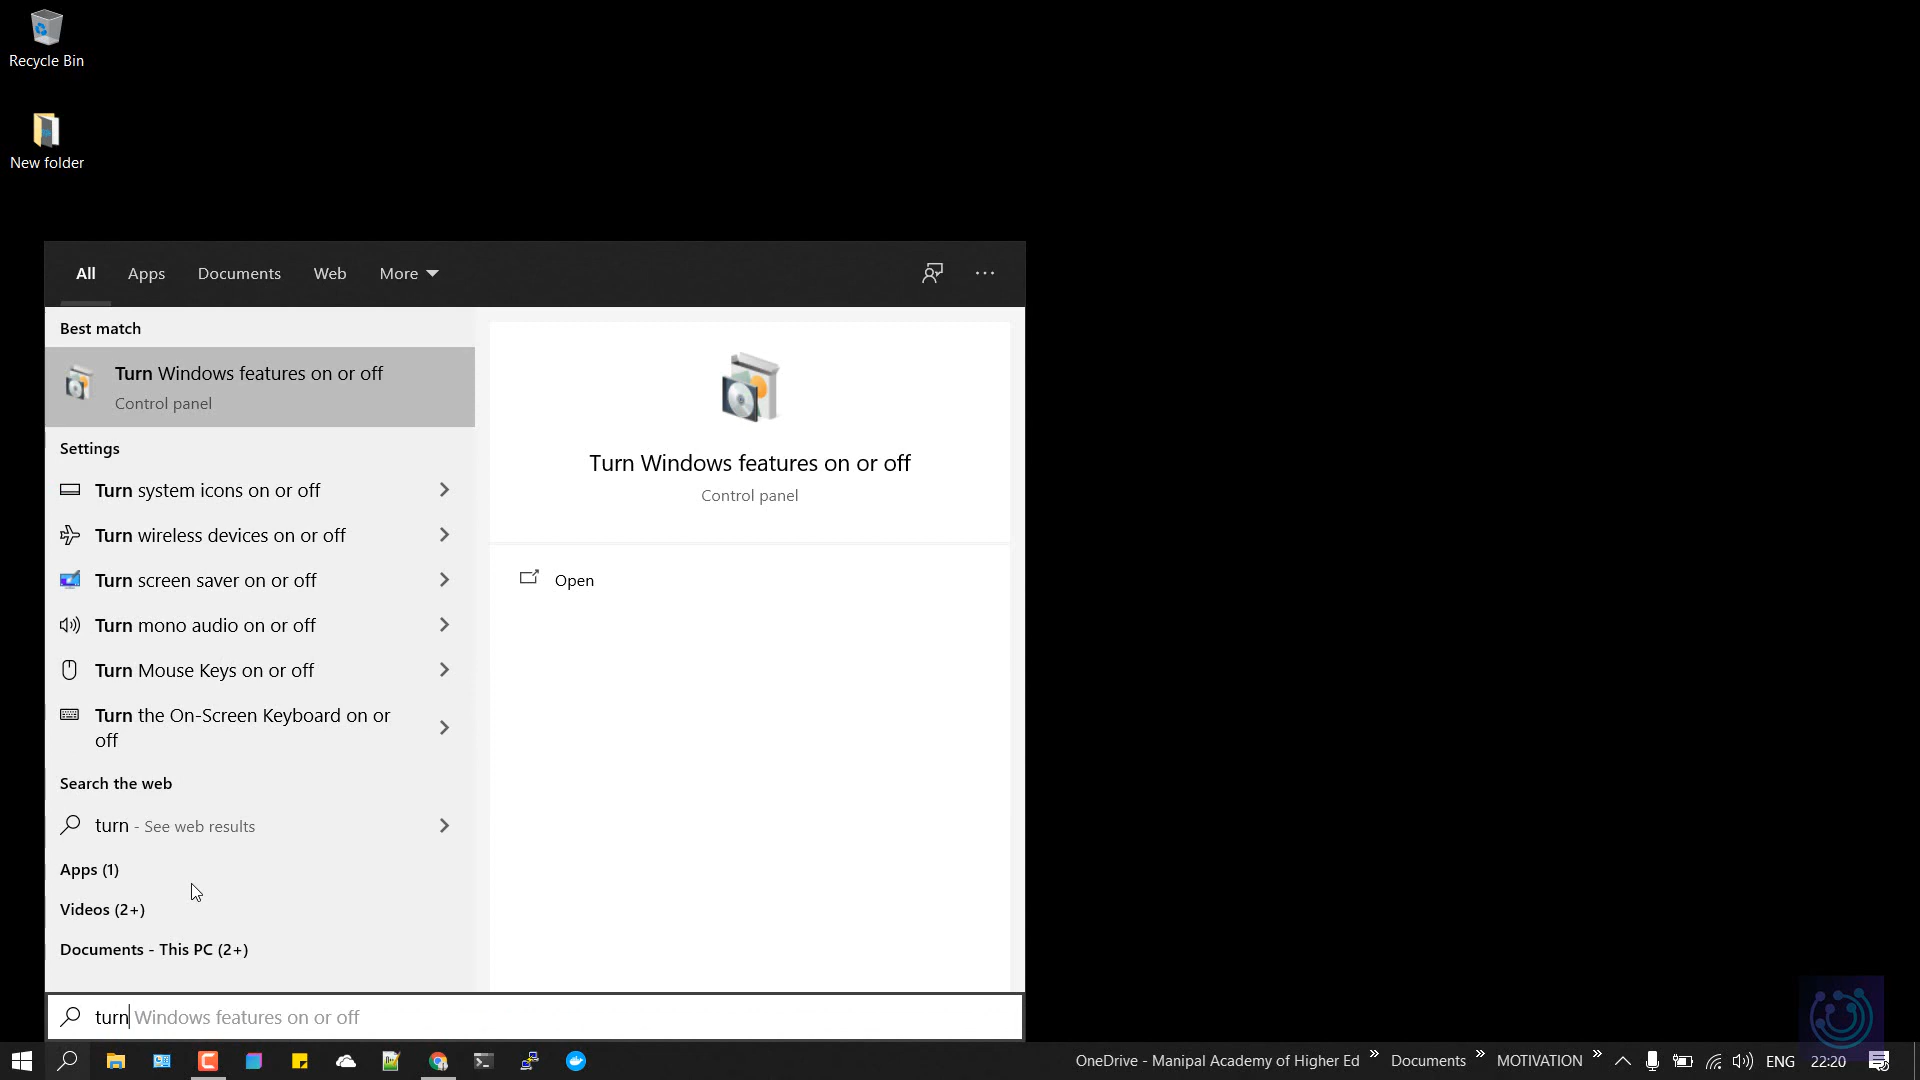 Recycle Bin
New folder
All Apps Documents Web More
Best match
Turn Windows features on or off
Control panel
Settings
Turn system icons on or off
Turn wireless devices on or off
Turn screen saver on or off
Turn mono audio on or off
Turn Mouse Keys on or off
Turn the On-Screen Keyboard on or
off
Search the web
turn - See web results
Apps (1)
Videos (2+)
Documents - This PC (2+)
Turn Windows features on or off
Control panel
Open
turn Windows features on or off
OneDrive - Manipal Academy of Higher Ed » Documents » MOTIVATION » ENG 22:20